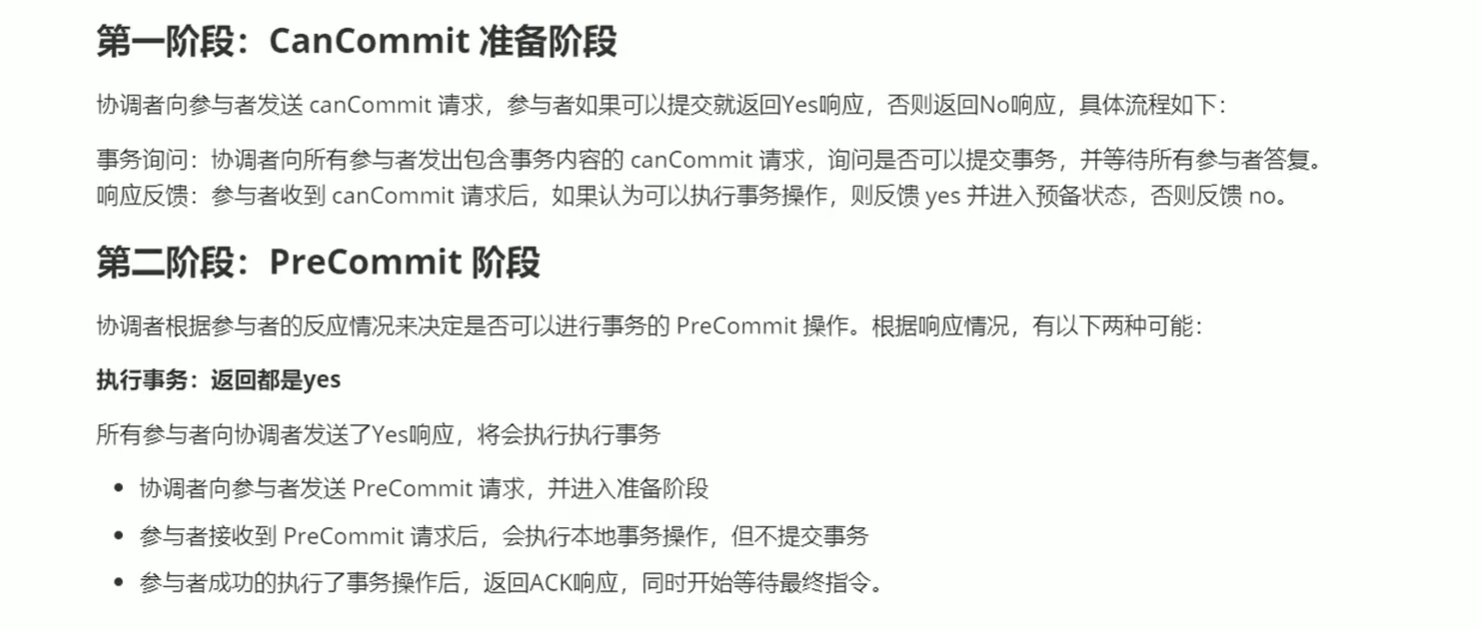 第一阶段：CanCommit 准备阶段
协调者向参与者发送 canCommit 请求，参与者如果可以提交就返回Yes响应，否则返回No响应，具体流程如下：
事务询问：协调者向所有参与者发出包含事务内容的 canCommit 请求，询问是否可以提交事务，并等待所有参与者答复。
响应反馈：参与者收到 canCommit 请求后，如果认为可以执行事务操作，则反馈 yes 并进入预备状态，否则反馈 no。
第二阶段：PreCommit 阶段
协调者根据参与者的反应情况来决定是否可以进行事务的 PreCommit 操作。根据响应情况，有以下两种可能：
执行事务：返回都是yes
所有参与者向协调者发送了Yes响应，将会执行执行事务
• 协调者向参与者发送 PreCommit 请求，并进入准备阶段
• 参与者接收到 PreCommit 请求后，会执行本地事务操作，但不提交事务
• 参与者成功的执行了事务操作后，返回ACK响应，同时开始等待最终指令。